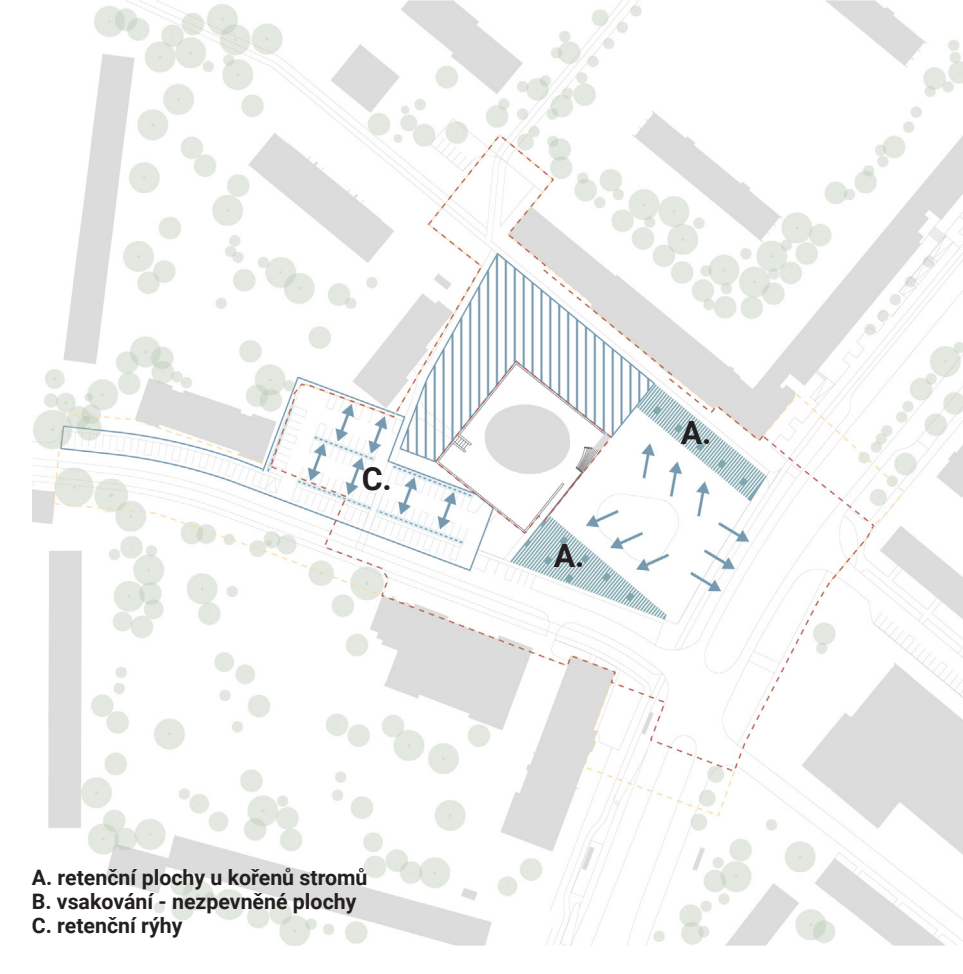 A.
C.
A.
A. retenční plochy u kořenů stromů
B. vsakování - nezpevněné plochy
C. retenční rýhy